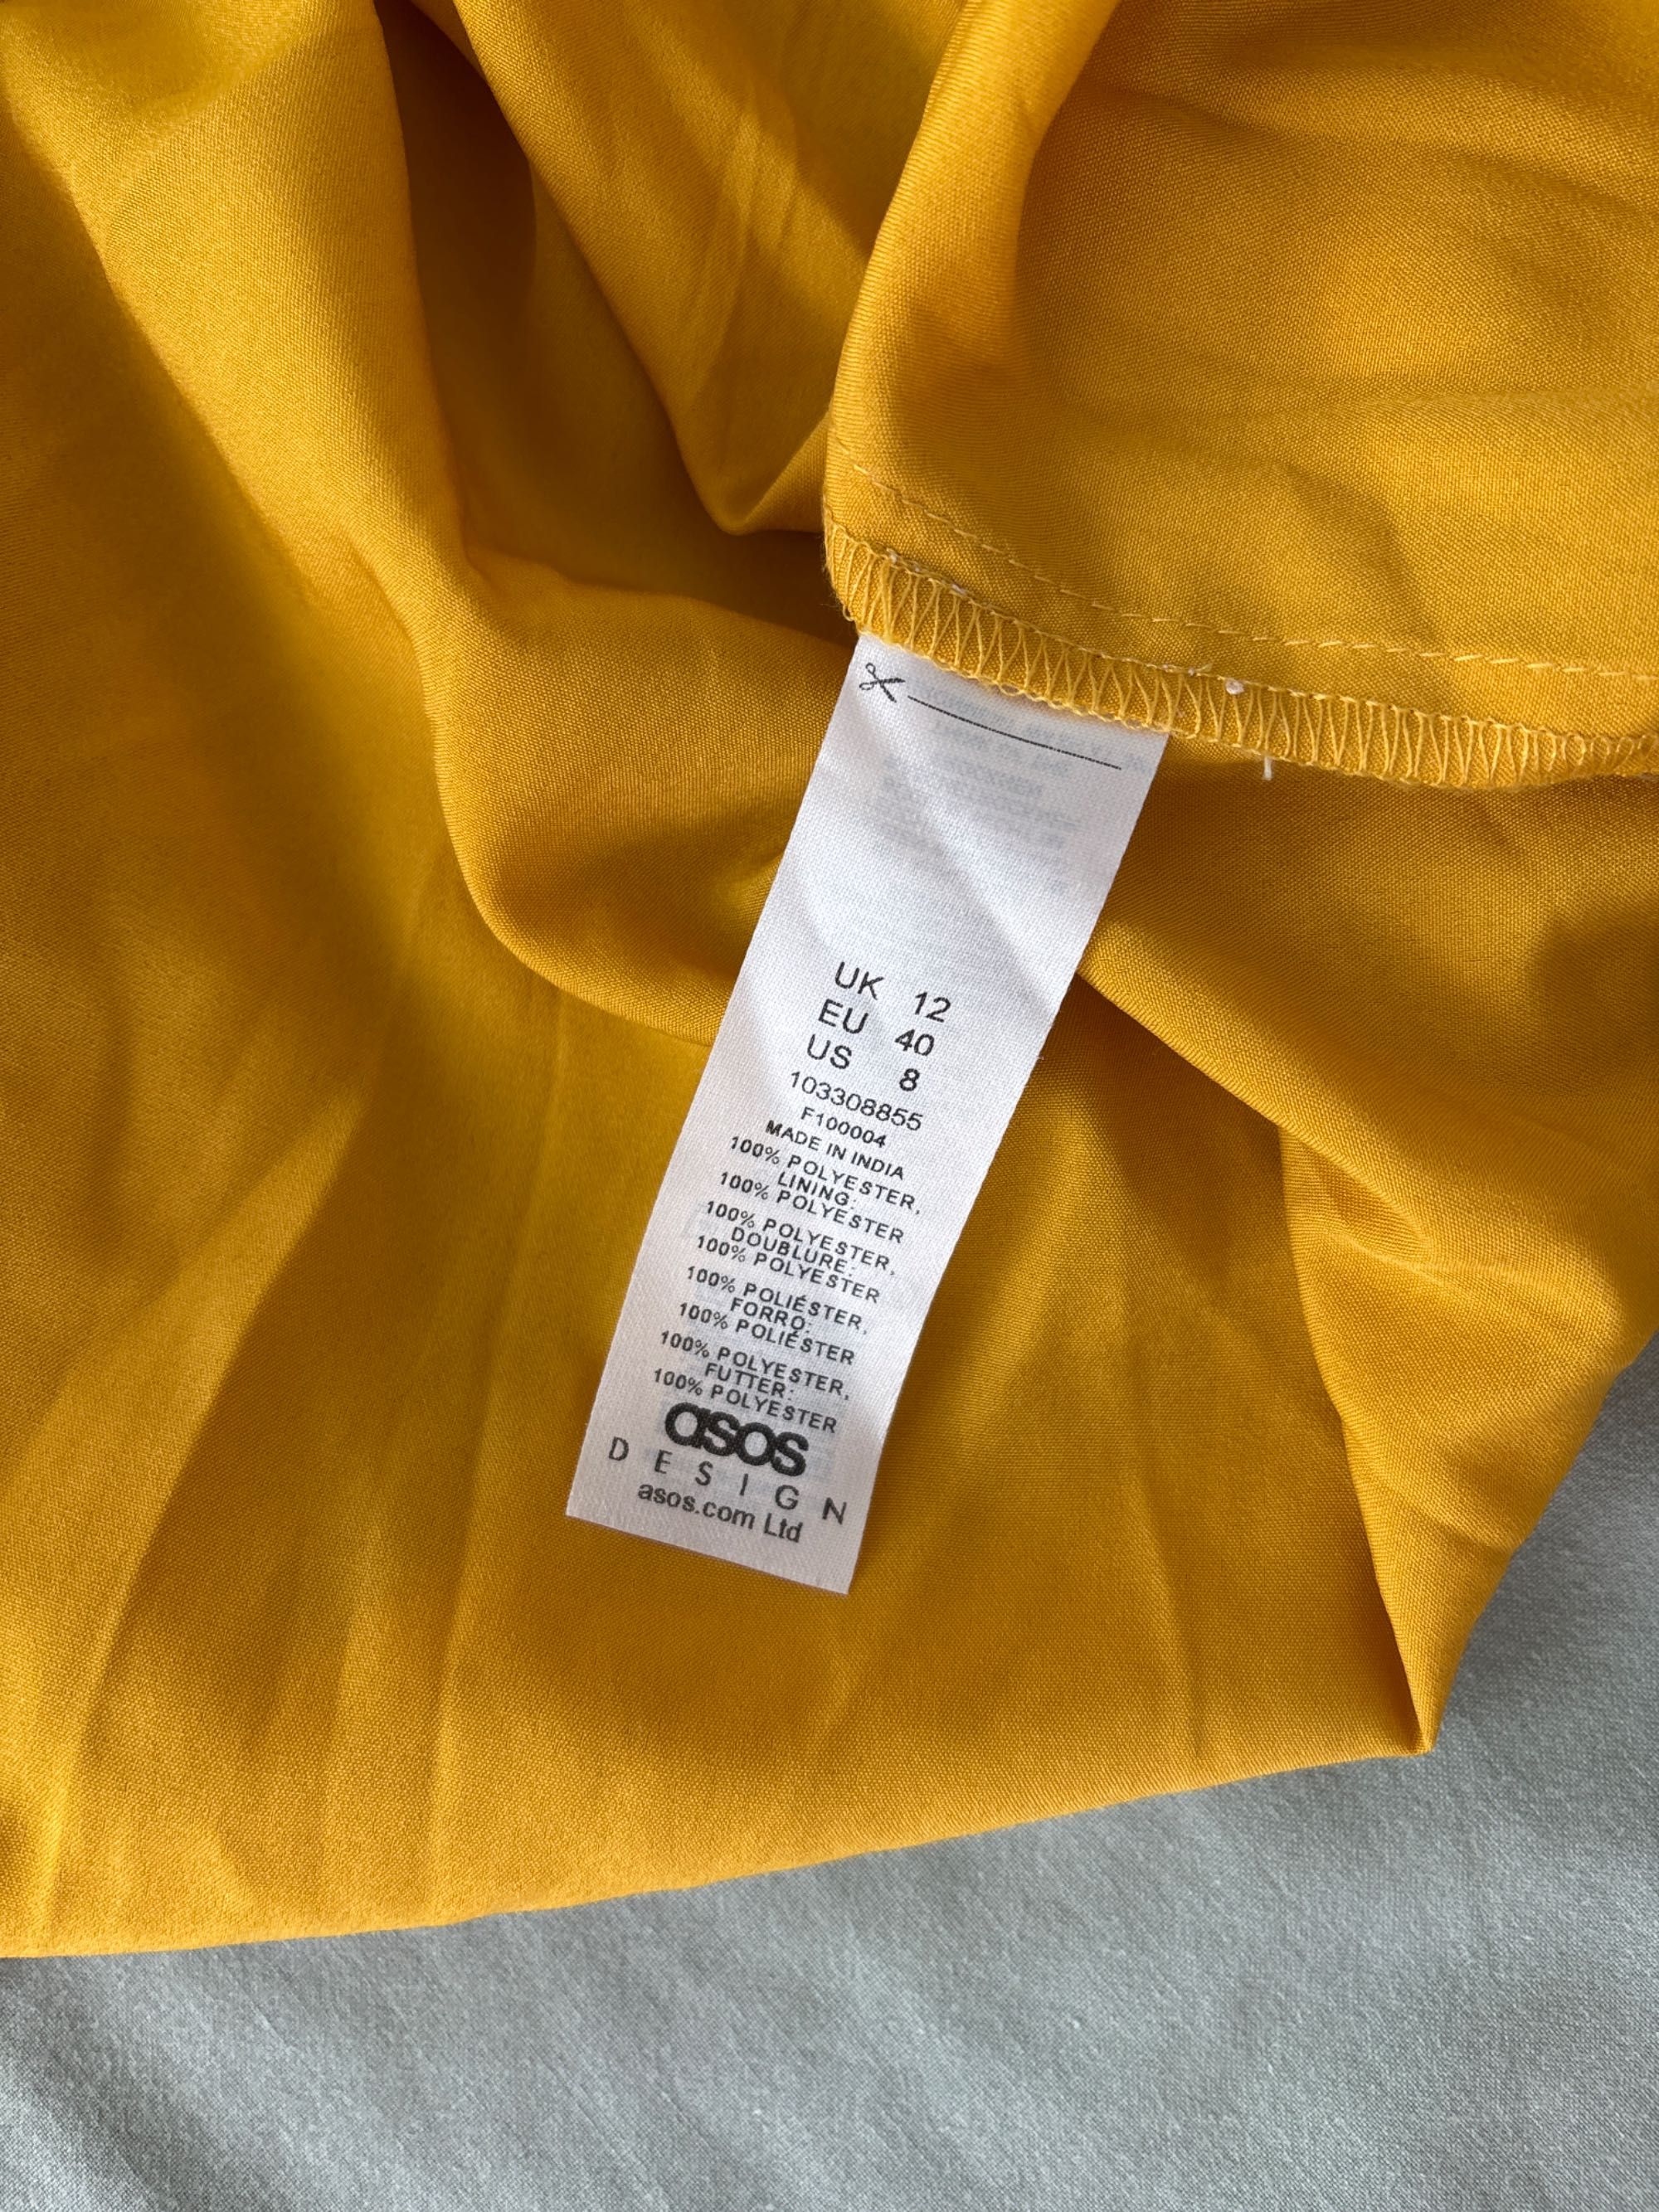 UK 12
EU 40
US 8
103308855
F100004
MADE IN INDIA
100% POLYESTER,
LINING:
100% POLYESTER
100% POLYESTER,
DOUBLURE:
100% POLYESTER
100% POLIÉSTER,
FORRO:
100% POLIÉSTER
100% POLYESTER,
FUTTER:
100% POLYESTER
asos
DESIGN
asos.com Ltd